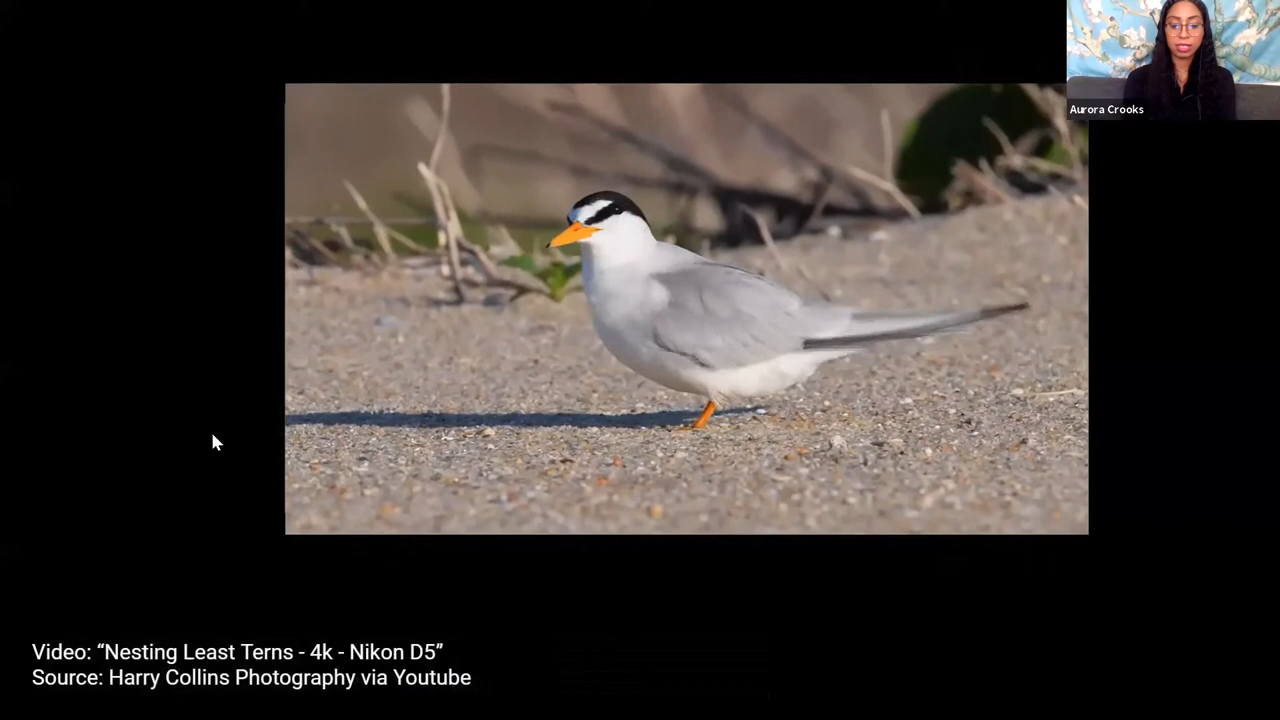 Aurora Crooks
Video: “Nesting Least Terns - 4k - Nikon D5”
Source: Harry Collins Photography via Youtube